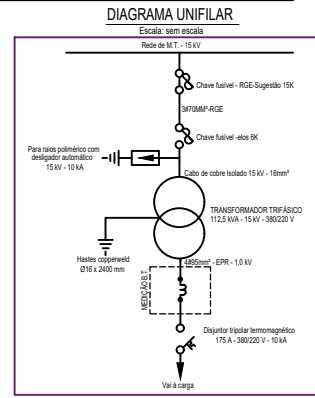 DIAGRAMA UNIFILAR
Escala: sem escala
Rede de M.T. - 15 kV
Chave fusível - RGE-Sugestão 15K
3#70MM²-RGE
Chave fusível -elos 6K
Para raios polimérico com
desligador automático
15 kV - 10 kA
Cabo de cobre Isolado 15 kV - 16mm²
TRANSFORMADOR TRIFÁSICO
112,5 kVA - 15 kV - 380/220 V
Hastes copperweld
Ø16 x 2400 mm
4#95mm² - EPR - 1,0 kV
MEDIÇÃO B.T.
Disjuntor tripolar termomagnético
175 A - 380/220 V - 10 kA
Vai à carga